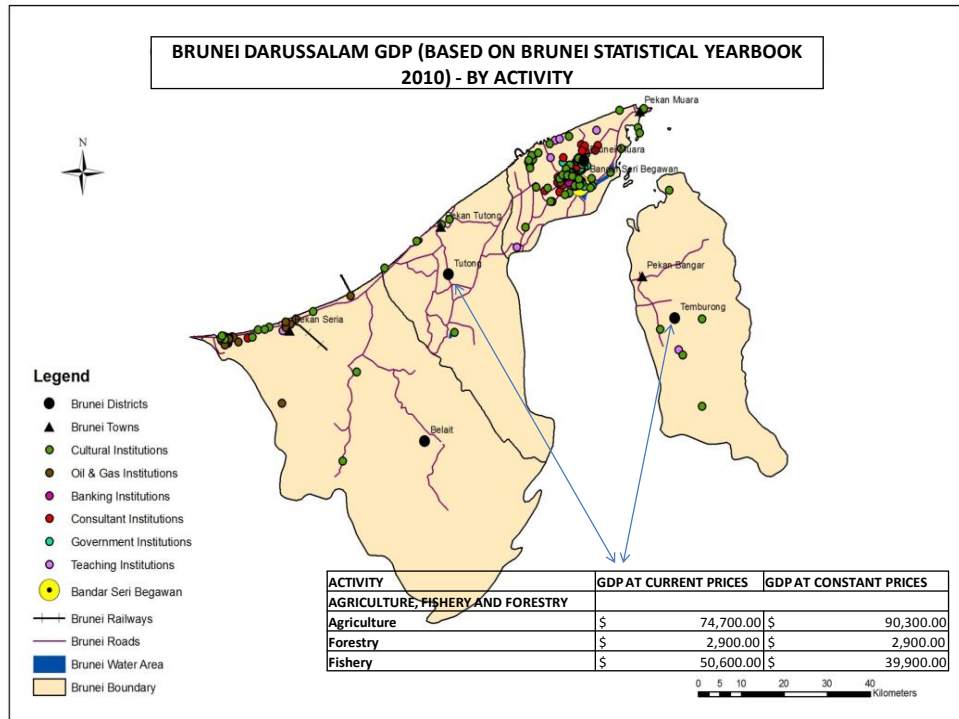 BRUNEI DARUSSALAM GDP (BASED ON BRUNEI STATISTICAL YEARBOOK
2010) - BY ACTIVITY
Pekan Muara
N
Brunei Muara
Bandar Seri Begawan
Pekan Tutong
Tutong
Pekan Bangar
Temburong
Pekan Seria
Belait
Legend
Brunei Districts
Brunei Towns
Cultural Institutions
Oil & Gas Institutions
Banking Institutions
Consultant Institutions
Government Institutions
Teaching Institutions
Bandar Seri Begawan
Brunei Railways
Brunei Roads
Brunei Water Area
Brunei Boundary
ACTIVITY GDP AT CURRENT PRICES GDP AT CONSTANT PRICES
AGRICULTURE, FISHERY AND FORESTRY
Agriculture $ 74,700.00 $ 90,300.00
Forestry $ 2,900.00 $ 2,900.00
Fishery $ 50,600.00 $ 39,900.00
0 5 10 20 30 40
Kilometers